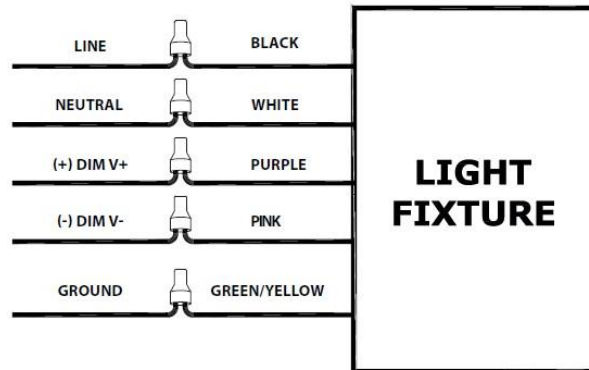 LINE BLACK
NEUTRAL WHITE
(+) DIM V+ PURPLE
(-) DIM V- PINK
GROUND GREEN/YELLOW
LIGHT
FIXTURE